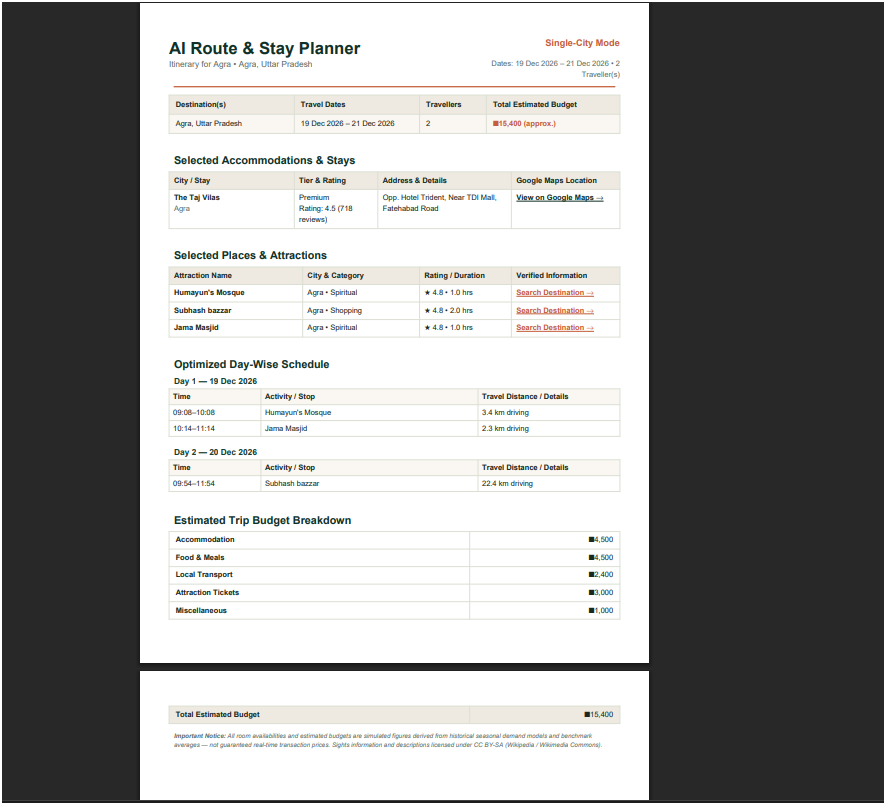 AI Route & Stay Planner
Single-City Mode
Itinerary for Agra • Agra, Uttar Pradesh
Dates: 19 Dec 2026 – 21 Dec 2026 • 2
Traveller(s)
Destination(s) Travel Dates Travellers Total Estimated Budget
Agra, Uttar Pradesh 19 Dec 2026 – 21 Dec 2026 2 ■15,400 (approx.)
Selected Accommodations & Stays
City / Stay Tier & Rating Address & Details Google Maps Location
The Taj Vilas Premium Opp. Hotel Trident, Near TDI Mall, View on Google Maps →
Agra Rating: 4.5 (718 Fatehabad Road
reviews)
Selected Places & Attractions
Attraction Name City & Category Rating / Duration Verified Information
Humayun's Mosque Agra • Spiritual ★ 4.8 • 1.0 hrs Search Destination →
Subhash bazzar Agra • Shopping ★ 4.8 • 2.0 hrs Search Destination →
Jama Masjid Agra • Spiritual ★ 4.8 • 1.0 hrs Search Destination →
Optimized Day-Wise Schedule
Day 1 — 19 Dec 2026
Time Activity / Stop Travel Distance / Details
09:08–10:08 Humayun's Mosque 3.4 km driving
10:14–11:14 Jama Masjid 2.3 km driving
Day 2 — 20 Dec 2026
Time Activity / Stop Travel Distance / Details
09:54–11:54 Subhash bazzar 22.4 km driving
Estimated Trip Budget Breakdown
Accommodation ■4,500
Food & Meals ■4,500
Local Transport ■2,400
Attraction Tickets ■3,000
Miscellaneous ■1,000
Total Estimated Budget ■15,400
Important Notice: All room availabilities and estimated budgets are simulated figures derived from historical seasonal demand models and benchmark
averages — not guaranteed real-time transaction prices. Sights information and descriptions licensed under CC BY-SA (Wikipedia / Wikimedia Commons).